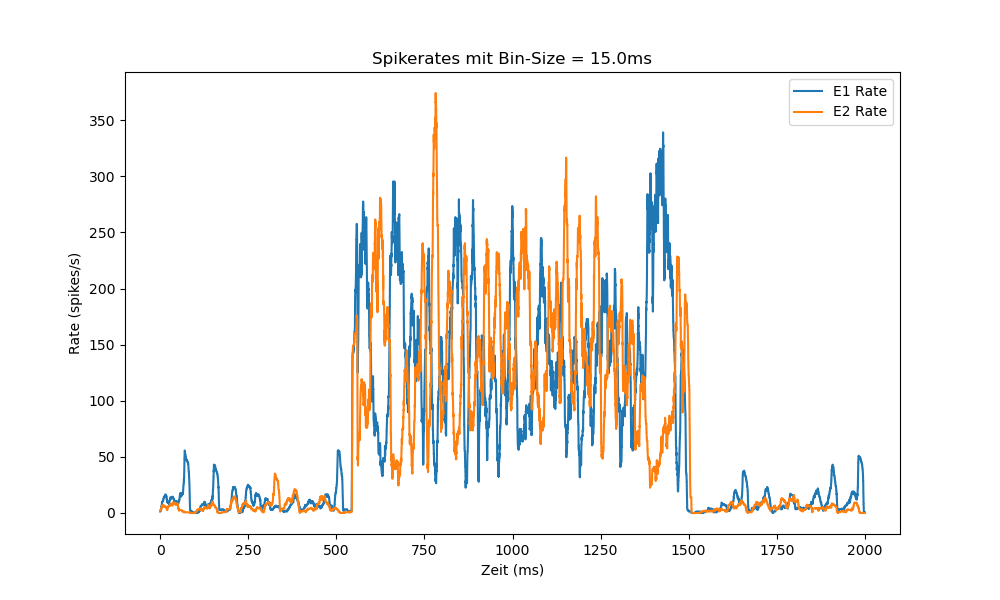 Spikerates mit Bin-Size = 15.0ms
E1 Rate
E2 Rate
350
300
250
200
150
100
50
0
Rate (spikes/s)
0 250 500 750 1000 1250 1500 1750 2000
Zeit (ms)